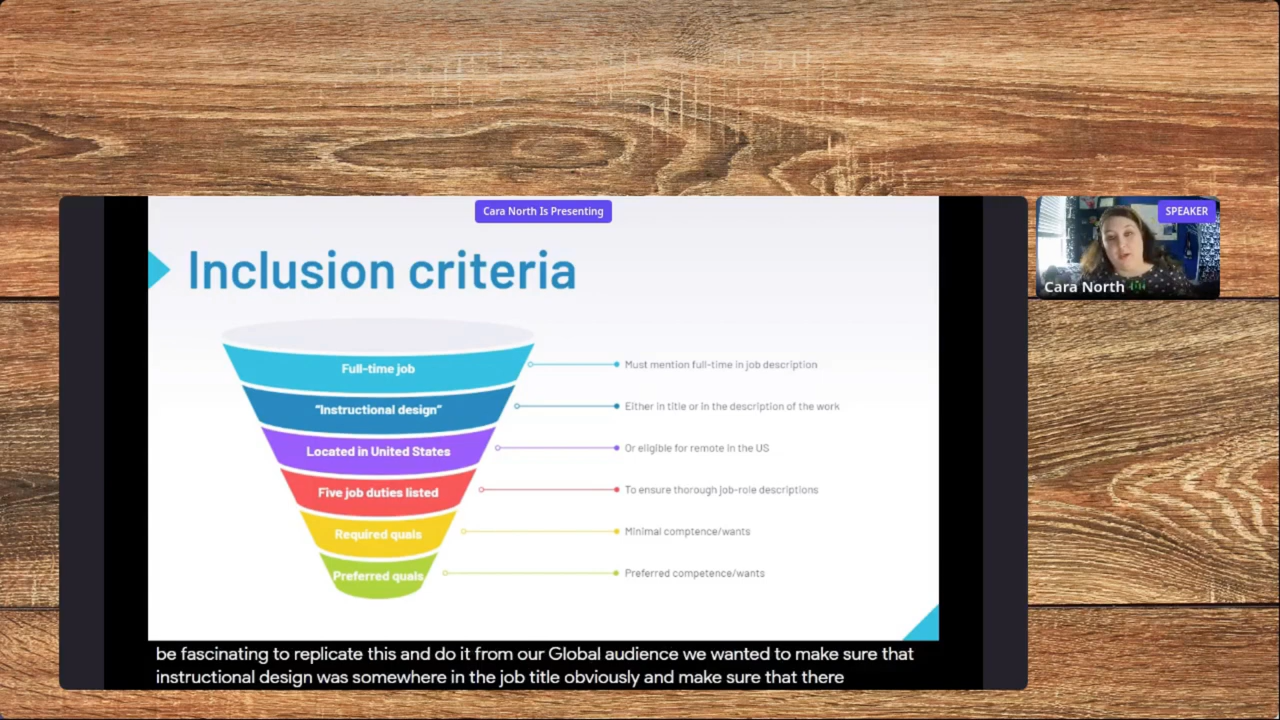 Cara North Is Presenting
SPEAKER
Cara North
Inclusion criteria
Full-time job
Must mention full-time in job description
"Instructional design"
Either in title or in the description of the work
Located in United States
Or eligible for remote in the US
Five job duties listed
To ensure thorough job-role descriptions
Required quals
Minimal comptence/wants
Preferred quals
Preferred competence/wants
be fascinating to replicate this and do it from our Global audience we wanted to make sure that
instructional design was somewhere in the job title obviously and make sure that there